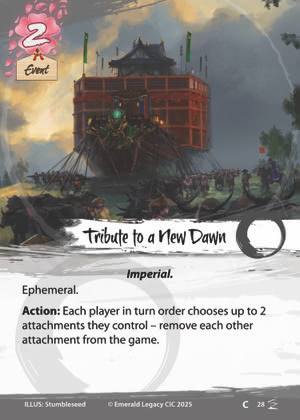 2
Event
Tribute to a New Dawn
Imperial.
Ephemeral.
Action: Each player in turn order chooses up to 2
attachments they control – remove each other
attachment from the game.
ILLUS: Stumbleseed © Emerald Legacy CIC 2025 C 28